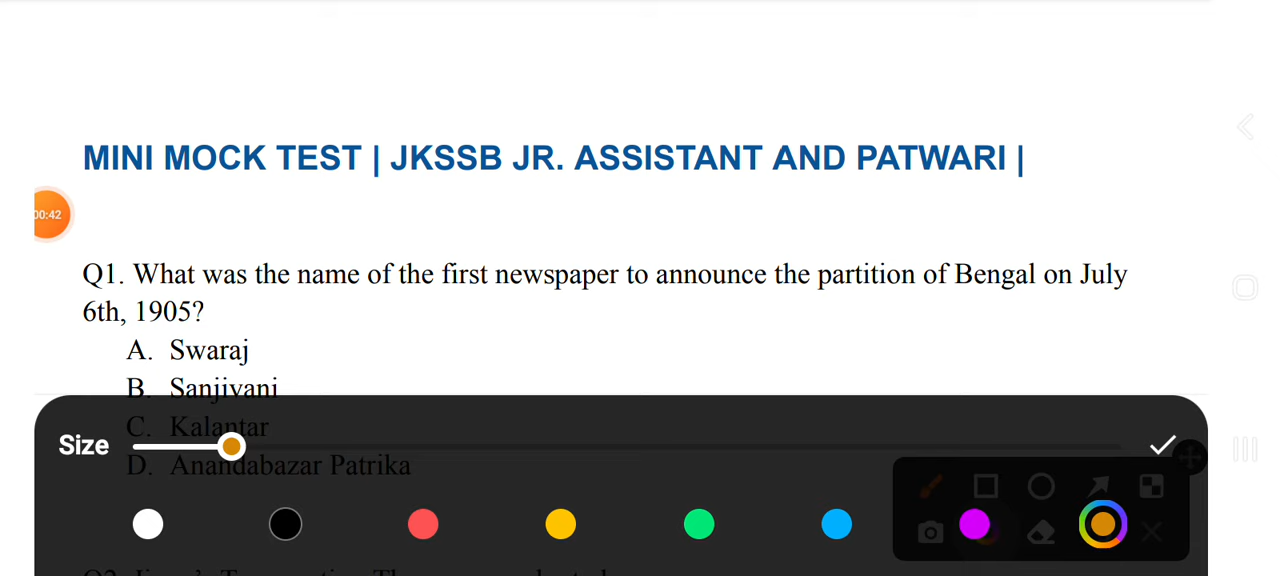 MINI MOCK TEST | JKSSB JR. ASSISTANT AND PATWARI |
00:42
Q1. What was the name of the first newspaper to announce the partition of Bengal on July
6th, 1905?
A. Swaraj
B. Sanjivani
C. Kalantar
Size
D. Anandabazar Patrika